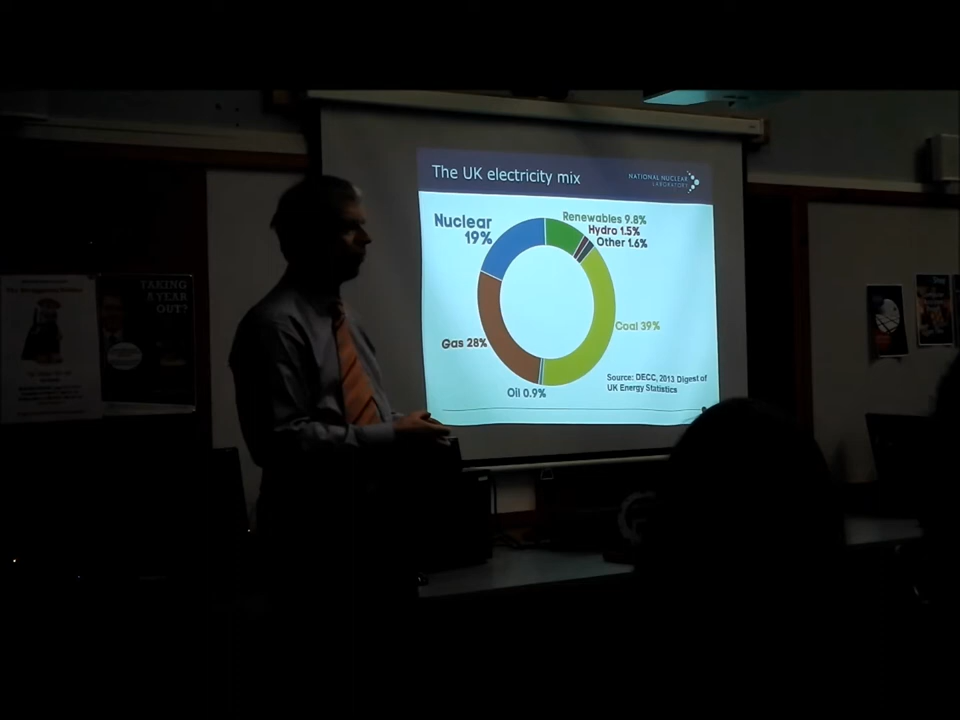 The UK electricity mix
NATIONAL NUCLEAR
LABORATORY
Nuclear
19%
Renewables 9.8%
Hydro 1.5%
Other 1.6%
Coal 39%
Gas 28%
Oil 0.9%
Source: DECC, 2013 Digest of
UK Energy Statistics
TAKING
A YEAR
OUT?